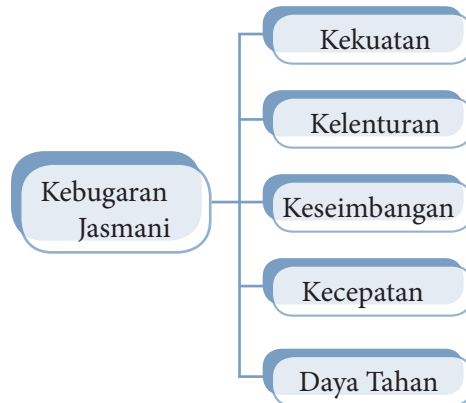 Kekuatan
Kelenturan
Kebugaran
Jasmani
Keseimbangan
Kecepatan
Daya Tahan